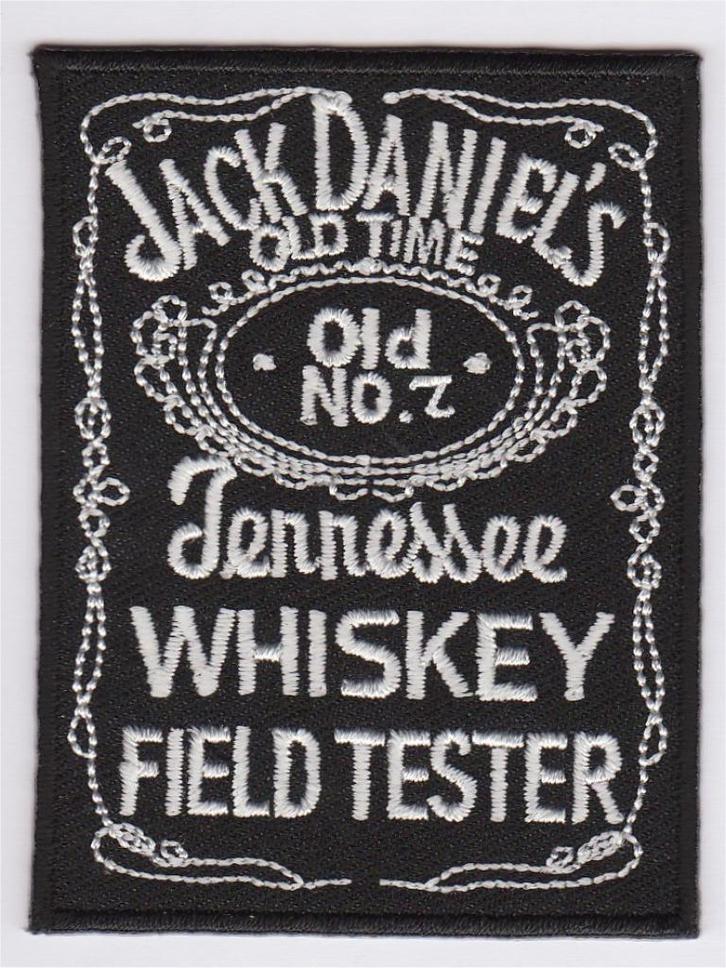 JACK DANIEL'S
OLD TIME
Old
No. 7
Tennessee
WHISKEY
FIELD TESTER